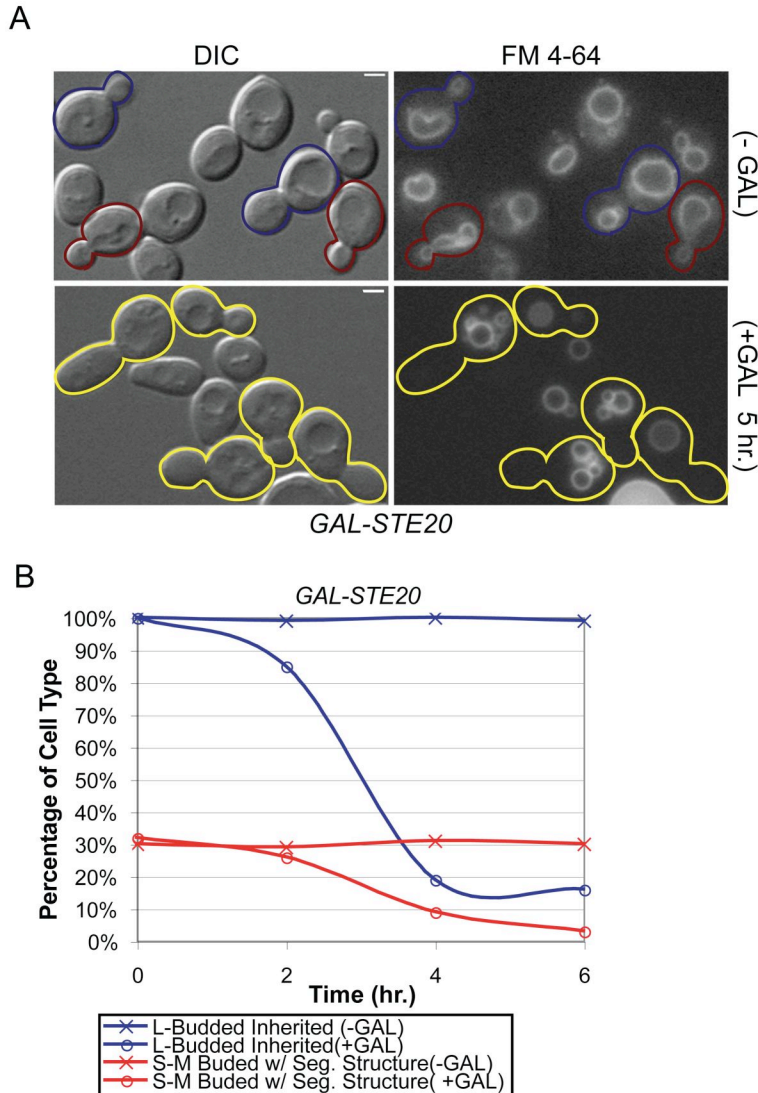 A
DIC FM 4-64
(- GAL)
(+GAL 5 hr.)
GAL-STE20
B
GAL-STE20
100%
90%
80%
70%
60%
50%
40%
30%
20%
10%
0%
Percentage of Cell Type
0 2 4 6
Time (hr.)
L-Budded Inherited (-GAL)
L-Budded Inherited(+GAL)
S-M Buded w/ Seg. Structure(-GAL)
S-M Buded w/ Seg. Structure( +GAL)